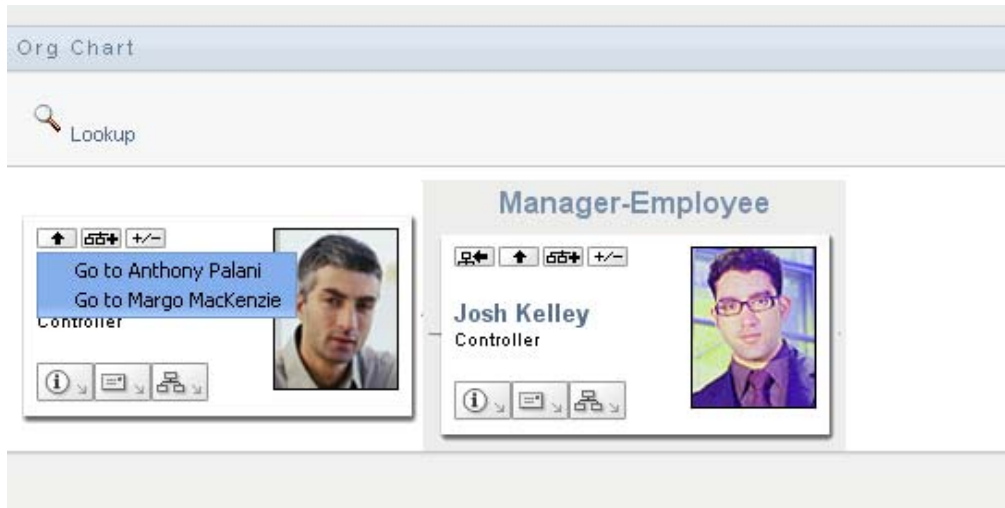 Org Chart
Lookup
Manager-Employee
+/-
Go to Anthony Palani
Go to Margo MacKenzie
Controller
+/-
Josh Kelley
Controller